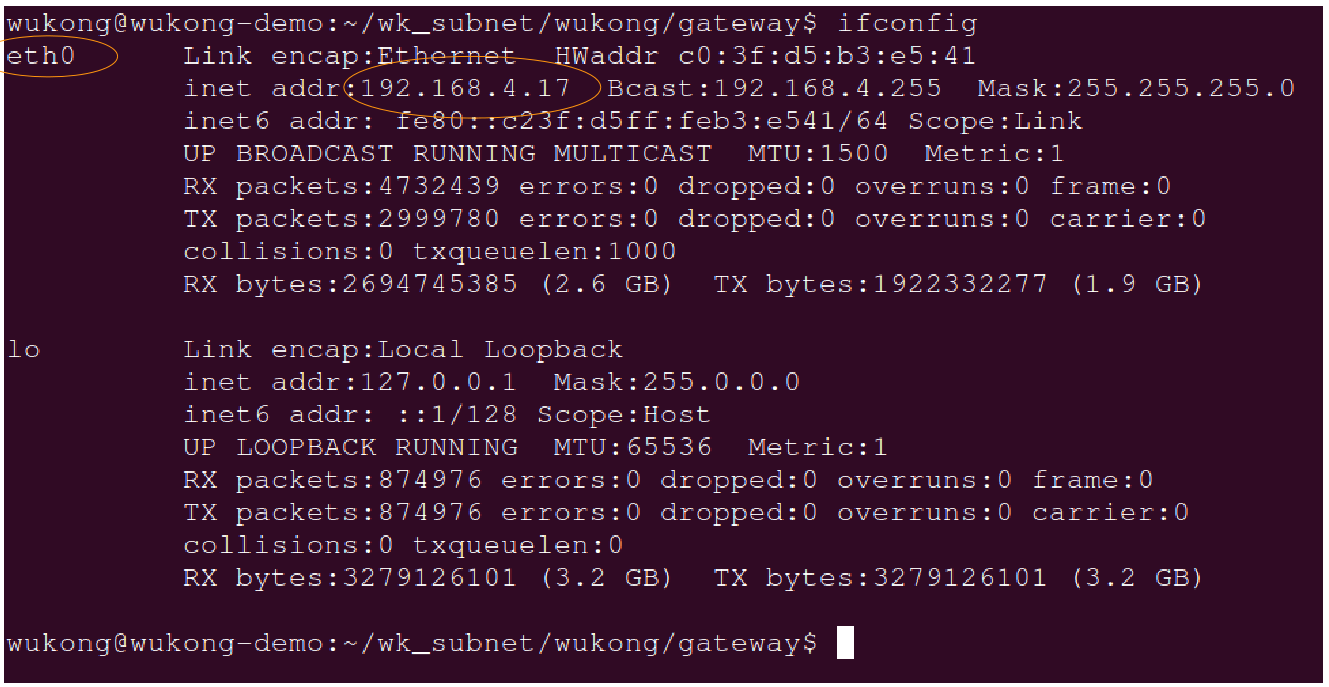 wukong@wukong-demo:~/wk_subnet/wukong/gateway$ ifconfig
eth0      Link encap:Ethernet  HWaddr c0:3f:d5:b3:e5:41
          inet addr:192.168.4.17  Bcast:192.168.4.255  Mask:255.255.255.0
          inet6 addr: fe80::c23f:d5ff:feb3:e541/64 Scope:Link
          UP BROADCAST RUNNING MULTICAST  MTU:1500  Metric:1
          RX packets:4732439 errors:0 dropped:0 overruns:0 frame:0
          TX packets:2999780 errors:0 dropped:0 overruns:0 carrier:0
          collisions:0 txqueuelen:1000
          RX bytes:2694745385 (2.6 GB)  TX bytes:1922332277 (1.9 GB)
lo        Link encap:Local Loopback
          inet addr:127.0.0.1  Mask:255.0.0.0
          inet6 addr: ::1/128 Scope:Host
          UP LOOPBACK RUNNING  MTU:65536  Metric:1
          RX packets:874976 errors:0 dropped:0 overruns:0 frame:0
          TX packets:874976 errors:0 dropped:0 overruns:0 carrier:0
          collisions:0 txqueuelen:0
          RX bytes:3279126101 (3.2 GB)  TX bytes:3279126101 (3.2 GB)
wukong@wukong-demo:~/wk_subnet/wukong/gateway$